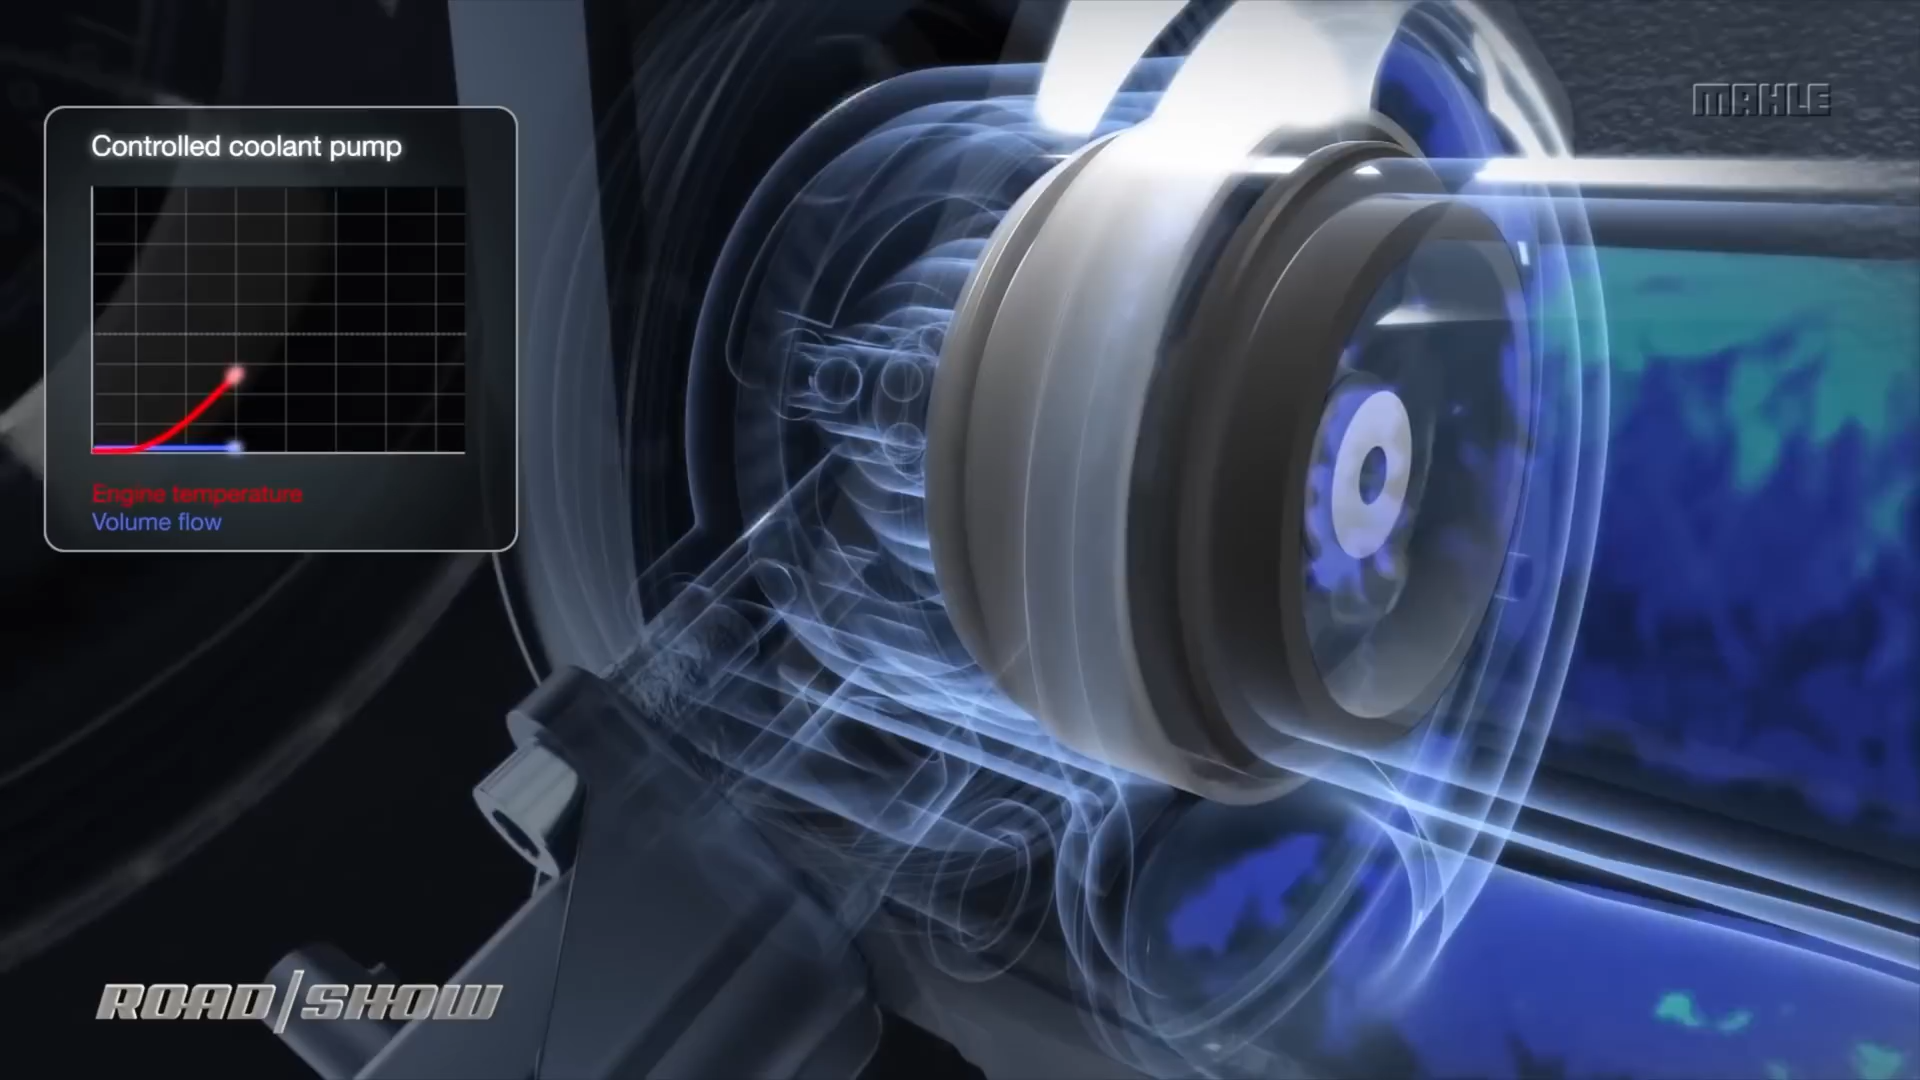 MAHLE
Controlled coolant pump
Engine temperature
Volume flow
ROAD/SHOW